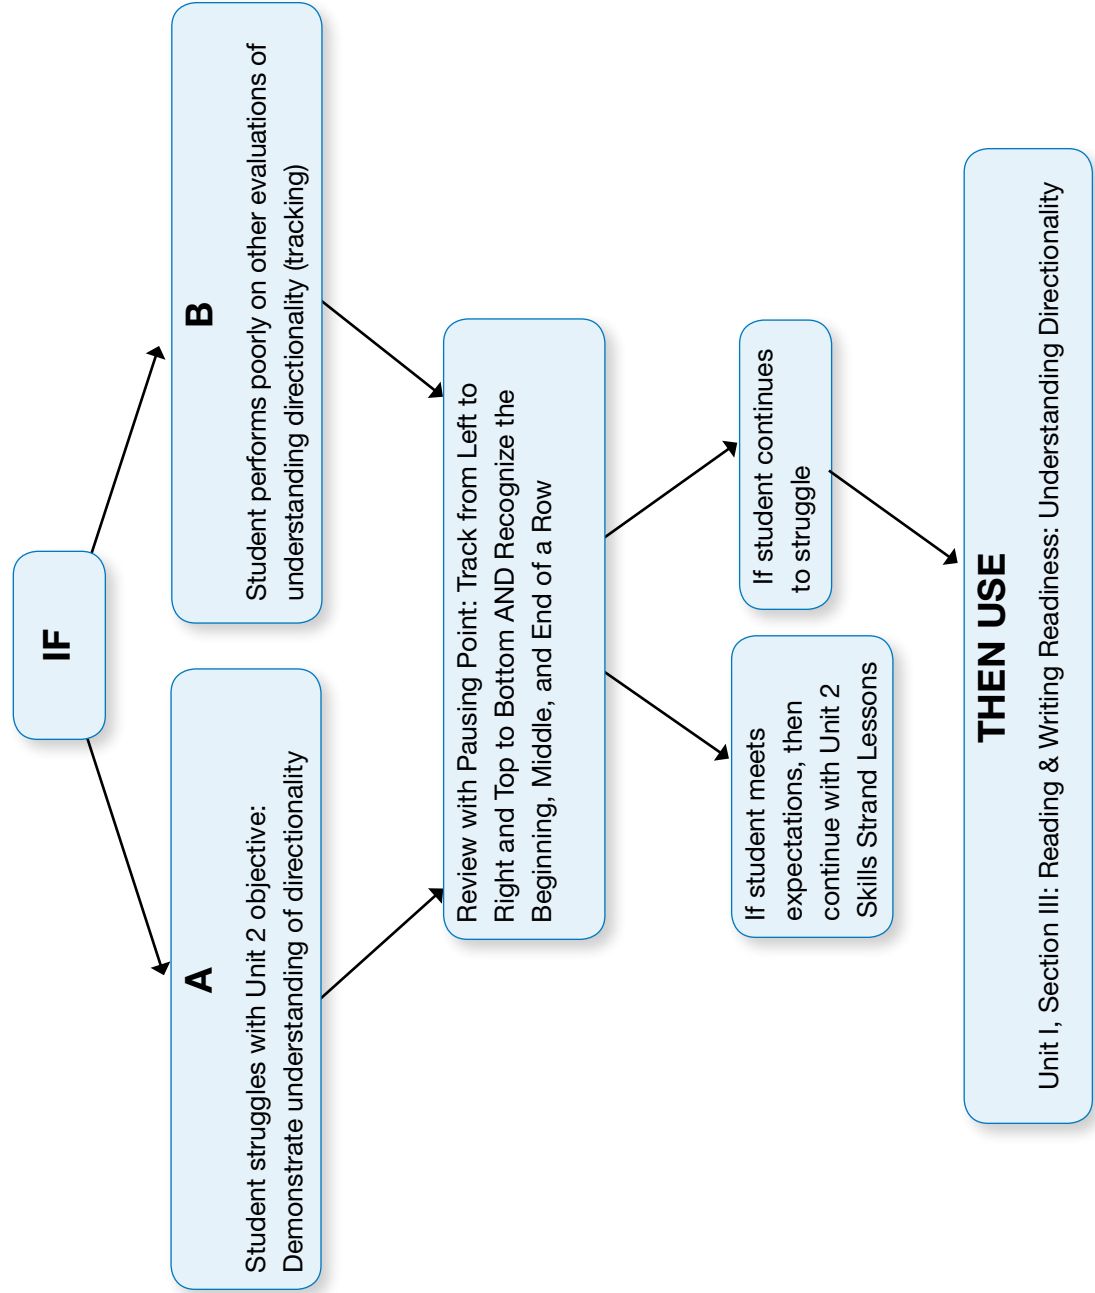 IF
A
Student struggles with Unit 2 objective:
Demonstrate understanding of directionality
B
Student performs poorly on other evaluations of
understanding directionality (tracking)
Review with Pausing Point: Track from Left to
Right and Top to Bottom AND Recognize the
Beginning, Middle, and End of a Row
If student meets
expectations, then
continue with Unit 2
Skills Strand Lessons
If student continues
to struggle
THEN USE
Unit I, Section III: Reading & Writing Readiness: Understanding Directionality